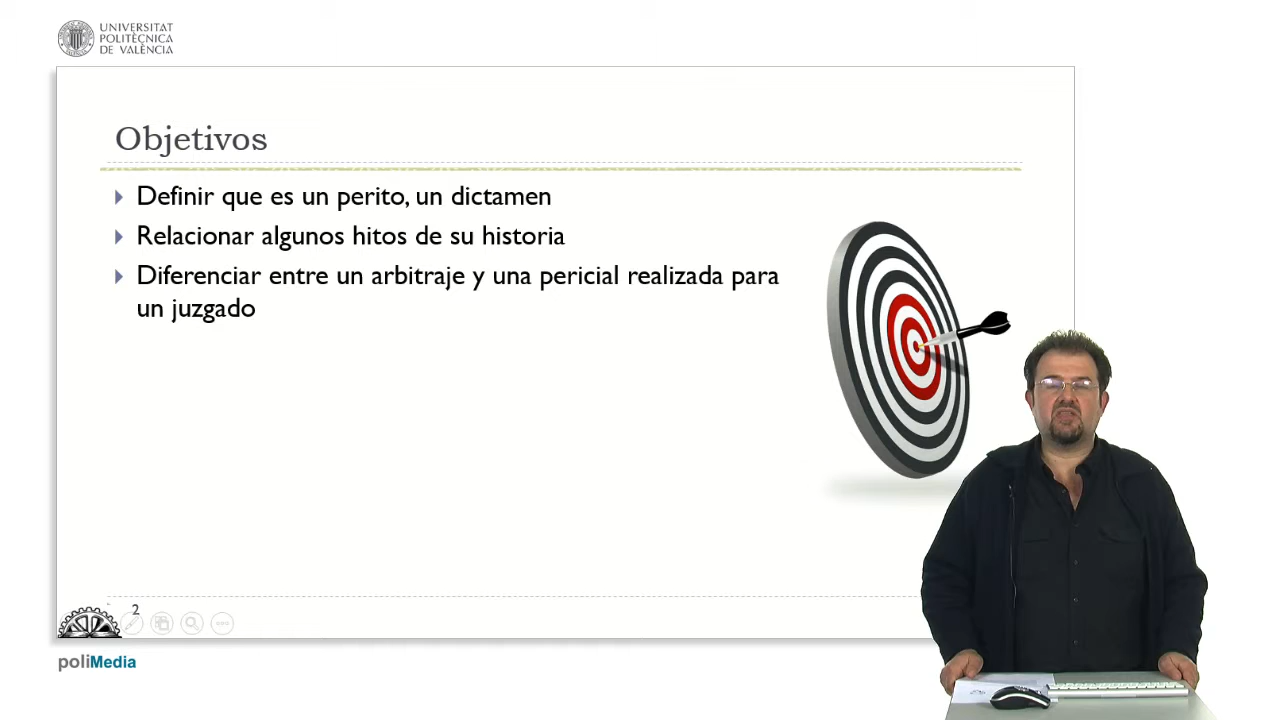 UNIVERSITAT
POLITÈCNICA
DE VALÈNCIA
Objetivos
Definir que es un perito, un dictamen
Relacionar algunos hitos de su historia
Diferenciar entre un arbitraje y una pericial realizada para
un juzgado
2
poliMedia